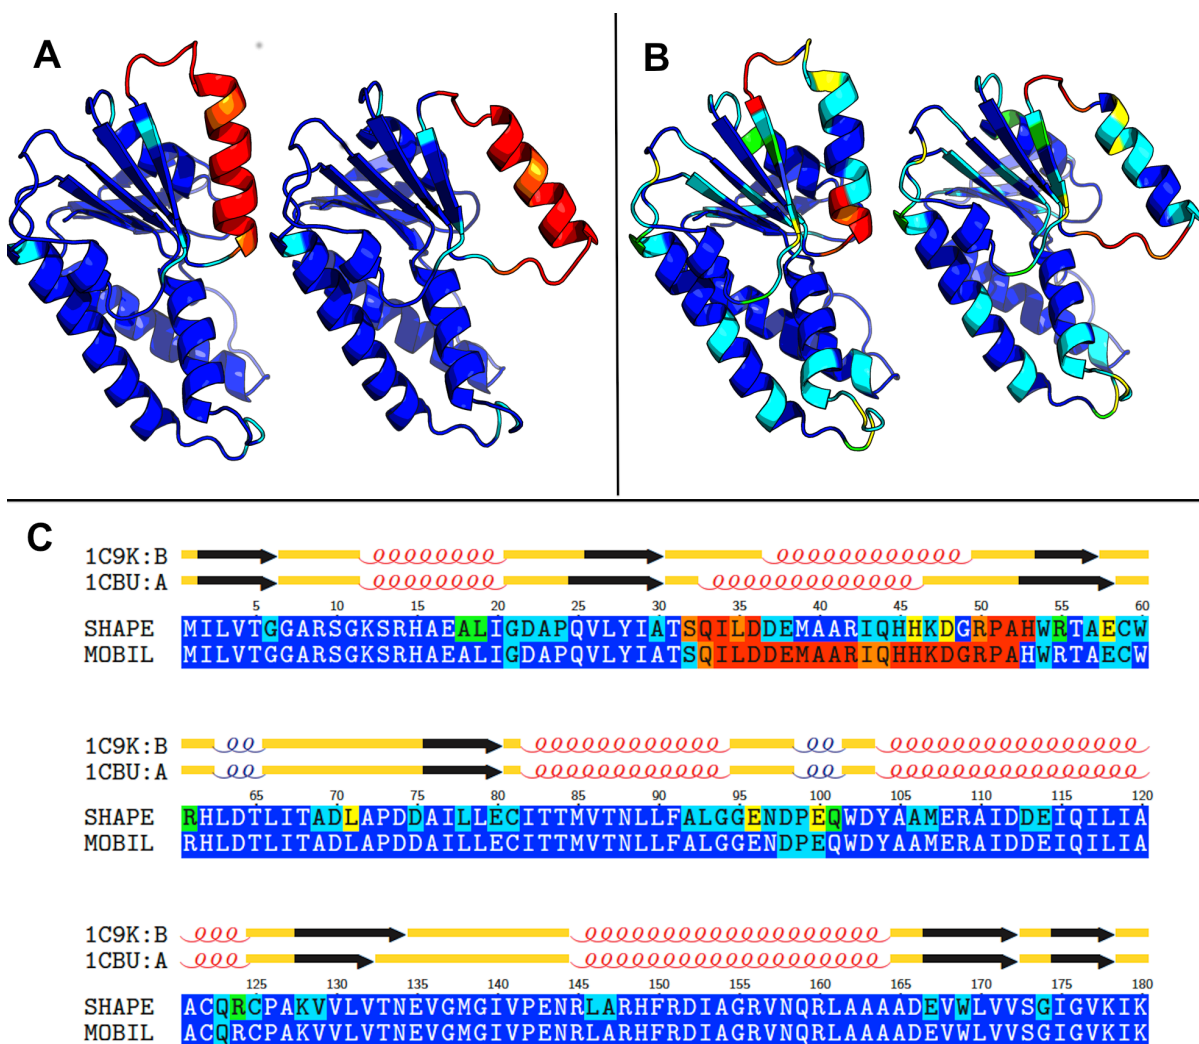 A
B
C
1C9K:B
1CBU:A
5 10 15 20 25 30 35 40 45 50 55 60
SHAPE MILVTGGARSGKSRHAEALIGDAPQVLYIATSQILDDEMAARIQHHKDGRPAHWRTAECW
MOBIL MILVTGGARSGKSRHAEALIGDAPQVLYIATSQILDDEMAARIQHHKDGRPAHWRTAECW
1C9K:B
1CBU:A
65 70 75 80 85 90 95 100 105 110 115 120
SHAPE RHLDTLITADLAPDDAILLECITTMVTNLLFALGGENDPEQWDYAAMERAIDDEIQILIA
MOBIL RHLDTLITADLAPDDAILLECITTMVTNLLFALGGENDPEQWDYAAMERAIDDEIQILIA
1C9K:B
1CBU:A
125 130 135 140 145 150 155 160 165 170 175 180
SHAPE ACQRCPAKVVLVTNEVGMGIVPENRLARHFRDIAGRVNQRLAAAADEVWLVVSGIGVKIK
MOBIL ACQRCPAKVVLVTNEVGMGIVPENRLARHFRDIAGRVNQRLAAAADEVWLVVSGIGVKIK